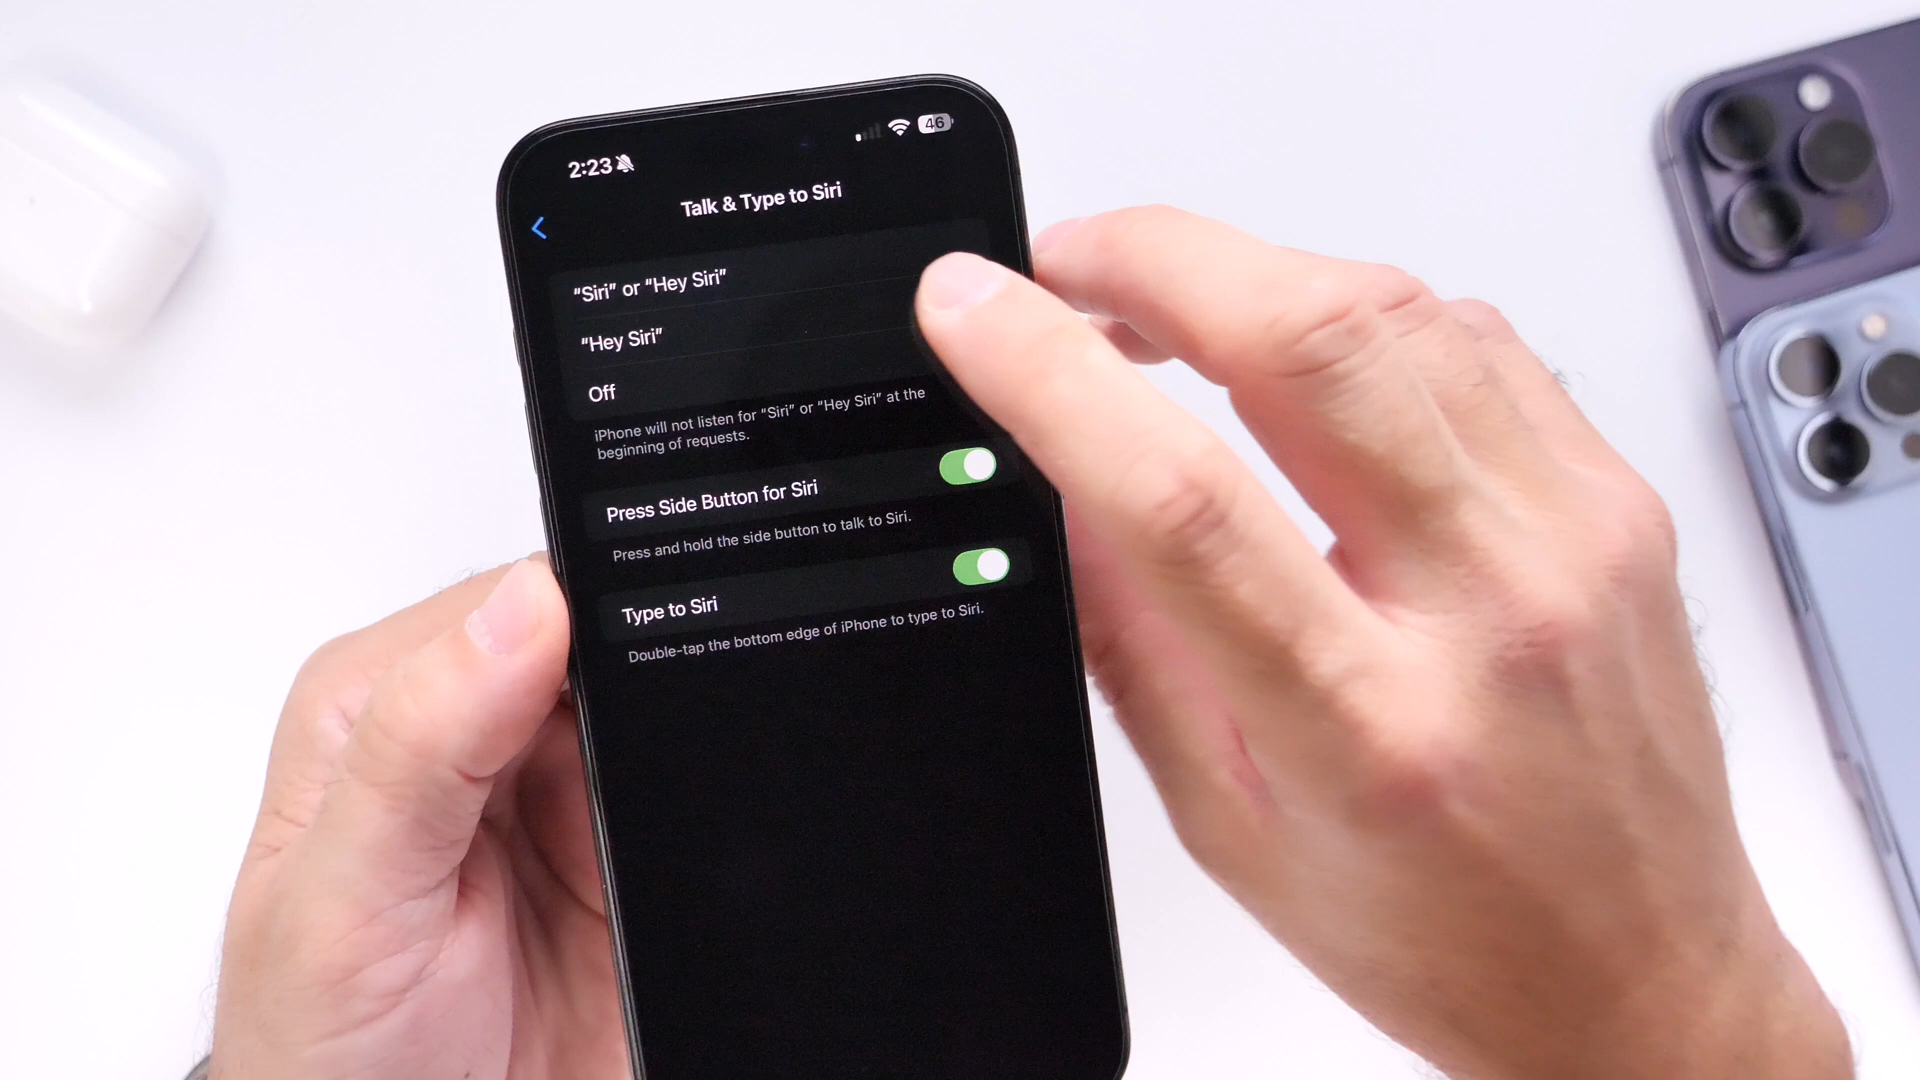 2:23
46
Talk & Type to Siri
"Siri" or "Hey Siri"
"Hey Siri"
Off
iPhone will not listen for "Siri" or "Hey Siri" at the
beginning of requests.
Press Side Button for Siri
Press and hold the side button to talk to Siri.
Type to Siri
Double-tap the bottom edge of iPhone to type to Siri.